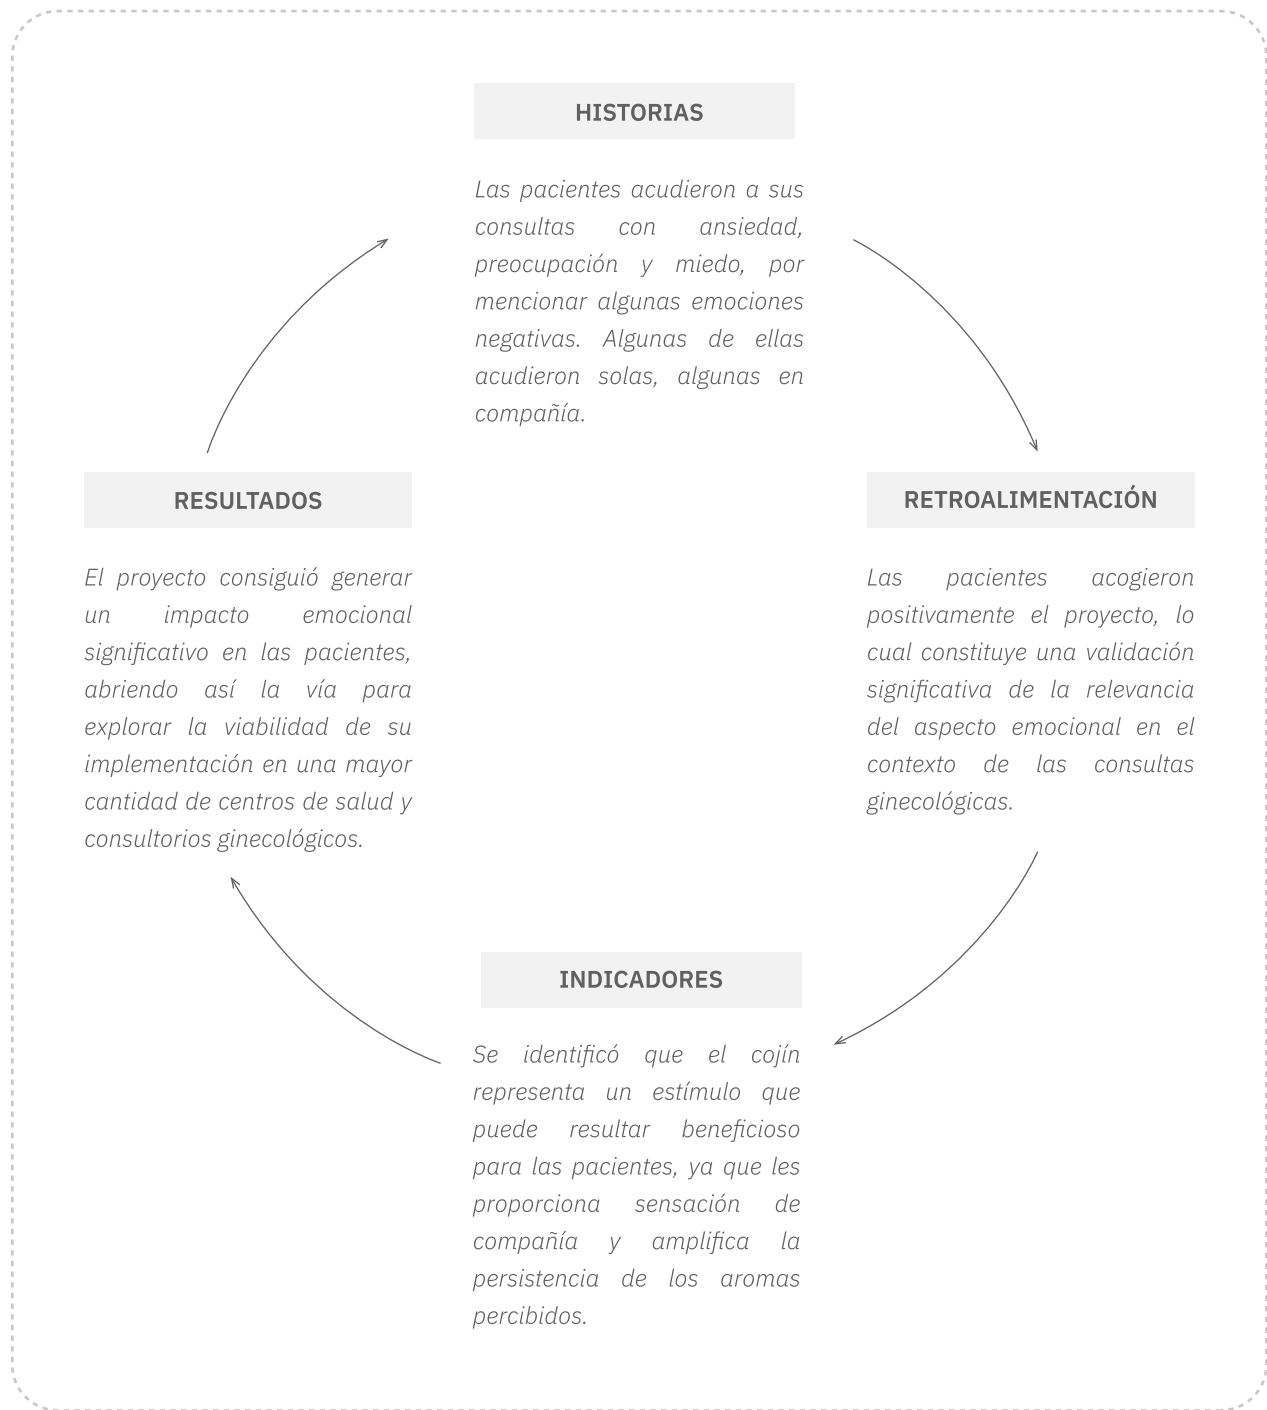 HISTORIAS
Las pacientes acudieron a sus
consultas con ansiedad,
preocupación y miedo, por
mencionar algunas emociones
negativas. Algunas de ellas
acudieron solas, algunas en
compañía.
RETROALIMENTACIÓN
Las pacientes acogieron
positivamente el proyecto, lo
cual constituye una validación
significativa de la relevancia
del aspecto emocional en el
contexto de las consultas
ginecológicas.
INDICADORES
Se identificó que el cojín
representa un estímulo que
puede resultar beneficioso
para las pacientes, ya que les
proporciona sensación de
compañía y amplifica la
persistencia de los aromas
percibidos.
RESULTADOS
El proyecto consiguió generar
un impacto emocional
significativo en las pacientes,
abriendo así la vía para
explorar la viabilidad de su
implementación en una mayor
cantidad de centros de salud y
consultorios ginecológicos.